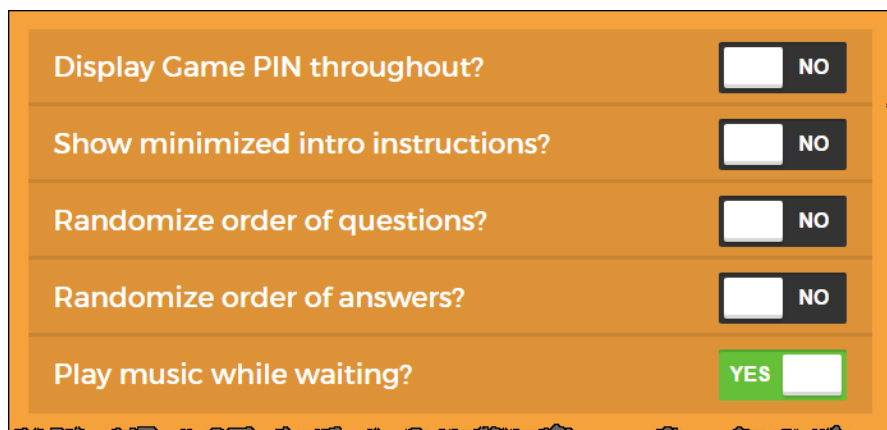 Display Game PIN throughout? NO
Show minimized intro instructions? NO
Randomize order of questions? NO
Randomize order of answers? NO
Play music while waiting? YES